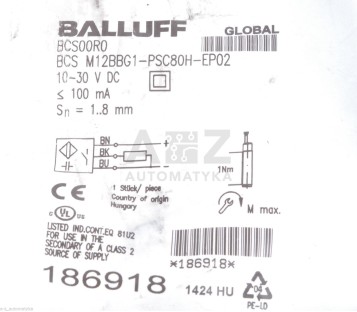 BALLUFF
GLOBAL
BCS00R0
BCS M12BBG1-PSC80H-EP02
10-30 V DC
≤ 100 mA
Sn = 1..8 mm
BN
+
BK
BU
-
1Nm
A2Z
AUTOMATYKA
1 Stück/ piece
Country of origin
Hungary
M max.
CE
UL
LISTED IND.CONT.EQ 81U2
FOR USE IN THE
SECONDARY OF A CLASS 2
SOURCE OF SUPPLY
186918
*186918*
1424 HU
04
PE-LD